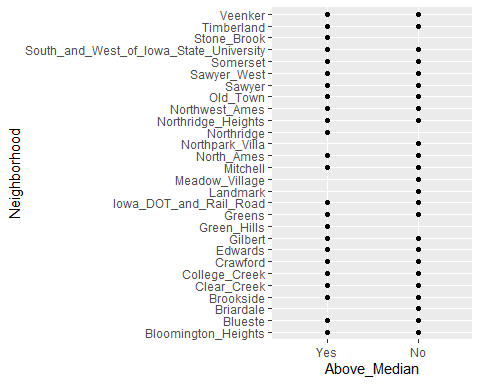 Neighborhood
Veenker
Timberland
Stone_Brook
South_and_West_of_Iowa_State_University
Somerset
Sawyer_West
Sawyer
Old_Town
Northwest_Ames
Northridge_Heights
Northridge
Northpark_Villa
North_Ames
Mitchell
Meadow_Village
Landmark
Iowa_DOT_and_Rail_Road
Greens
Green_Hills
Gilbert
Edwards
Crawford
College_Creek
Clear_Creek
Brookside
Briardale
Blueste
Bloomington_Heights
Yes No
Above_Median